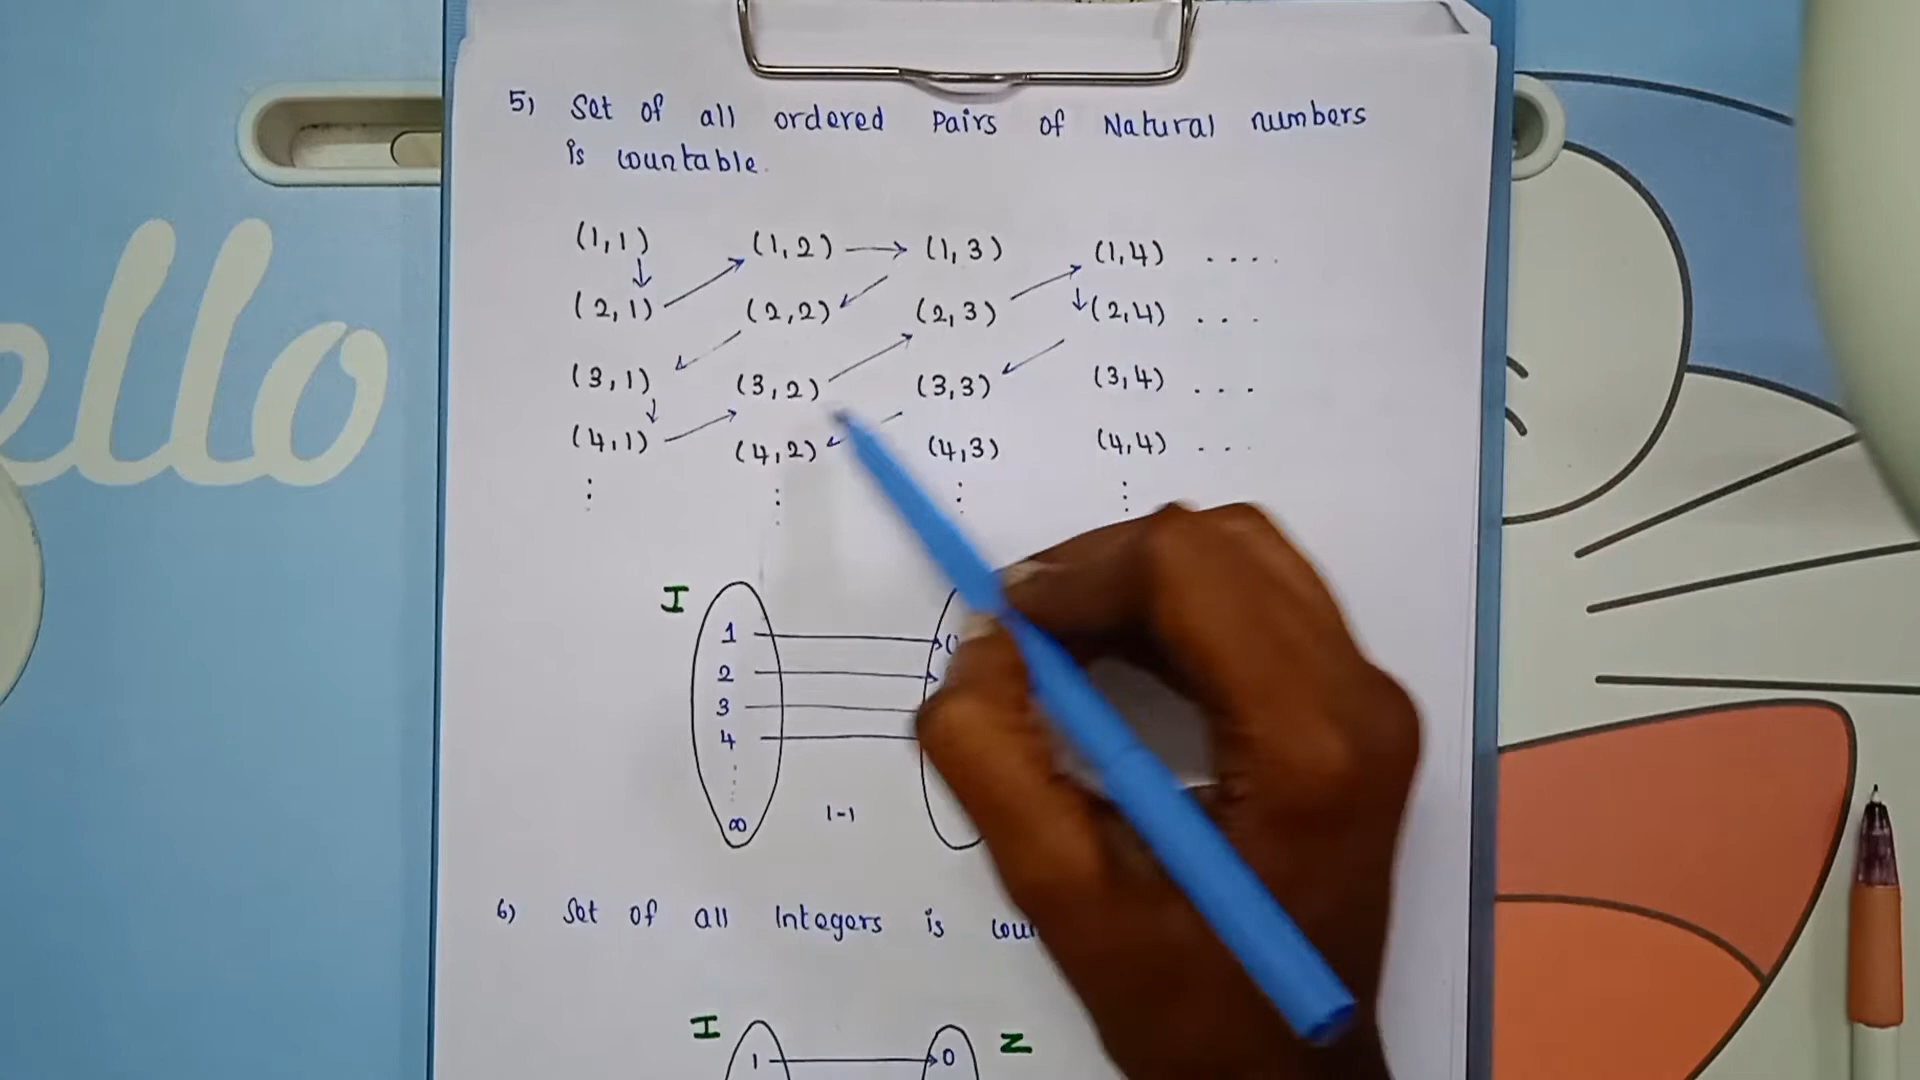 5) Set of all ordered Pairs of Natural numbers
is countable.
(1,1) (1,2) (1,3) (1,4) ....
(2,1) (2,2) (2,3) (2,4) ...
(3,1) (3,2) (3,3) (3,4) ...
(4,1) (4,2) (4,3) (4,4) ...
I
1
2
3
4
∞
1-1
6) Set of all Integers is
I Z
1 0
ello